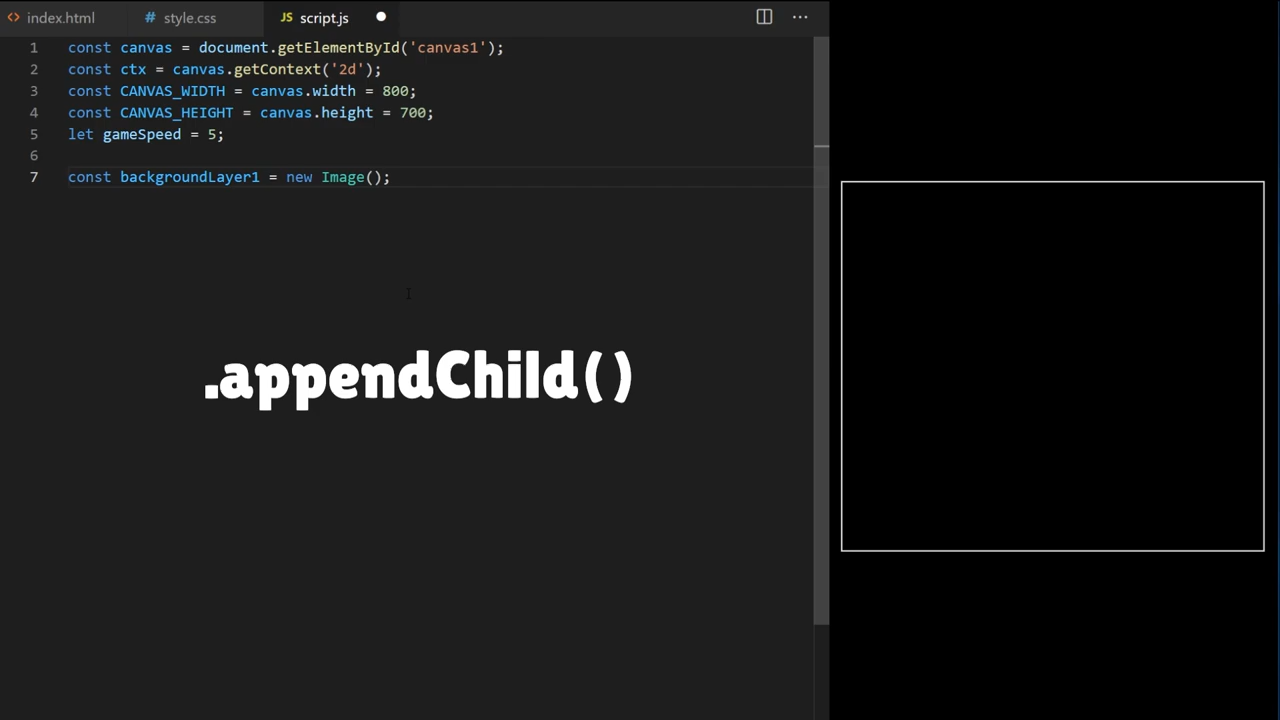 index.html
# style.css
JS script.js
1 const canvas = document.getElementById('canvas1');
2 const ctx = canvas.getContext('2d');
3 const CANVAS_WIDTH = canvas.width = 800;
4 const CANVAS_HEIGHT = canvas.height = 700;
5 let gameSpeed = 5;
6
7 const backgroundLayer1 = new Image();
.appendChild()